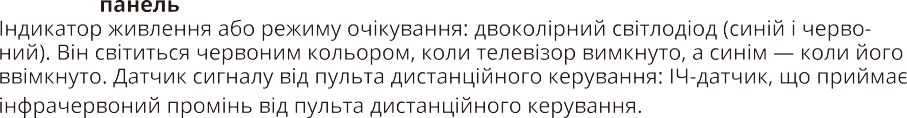 панель
Індикатор живлення або режиму очікування: двоколірний світлодіод (синій і черво-
ний). Він світиться червоним кольором, коли телевізор вимкнуто, а синім — коли його
ввімкнуто. Датчик сигналу від пульта дистанційного керування: ІЧ-датчик, що приймає
інфрачервоний промінь від пульта дистанційного керування.